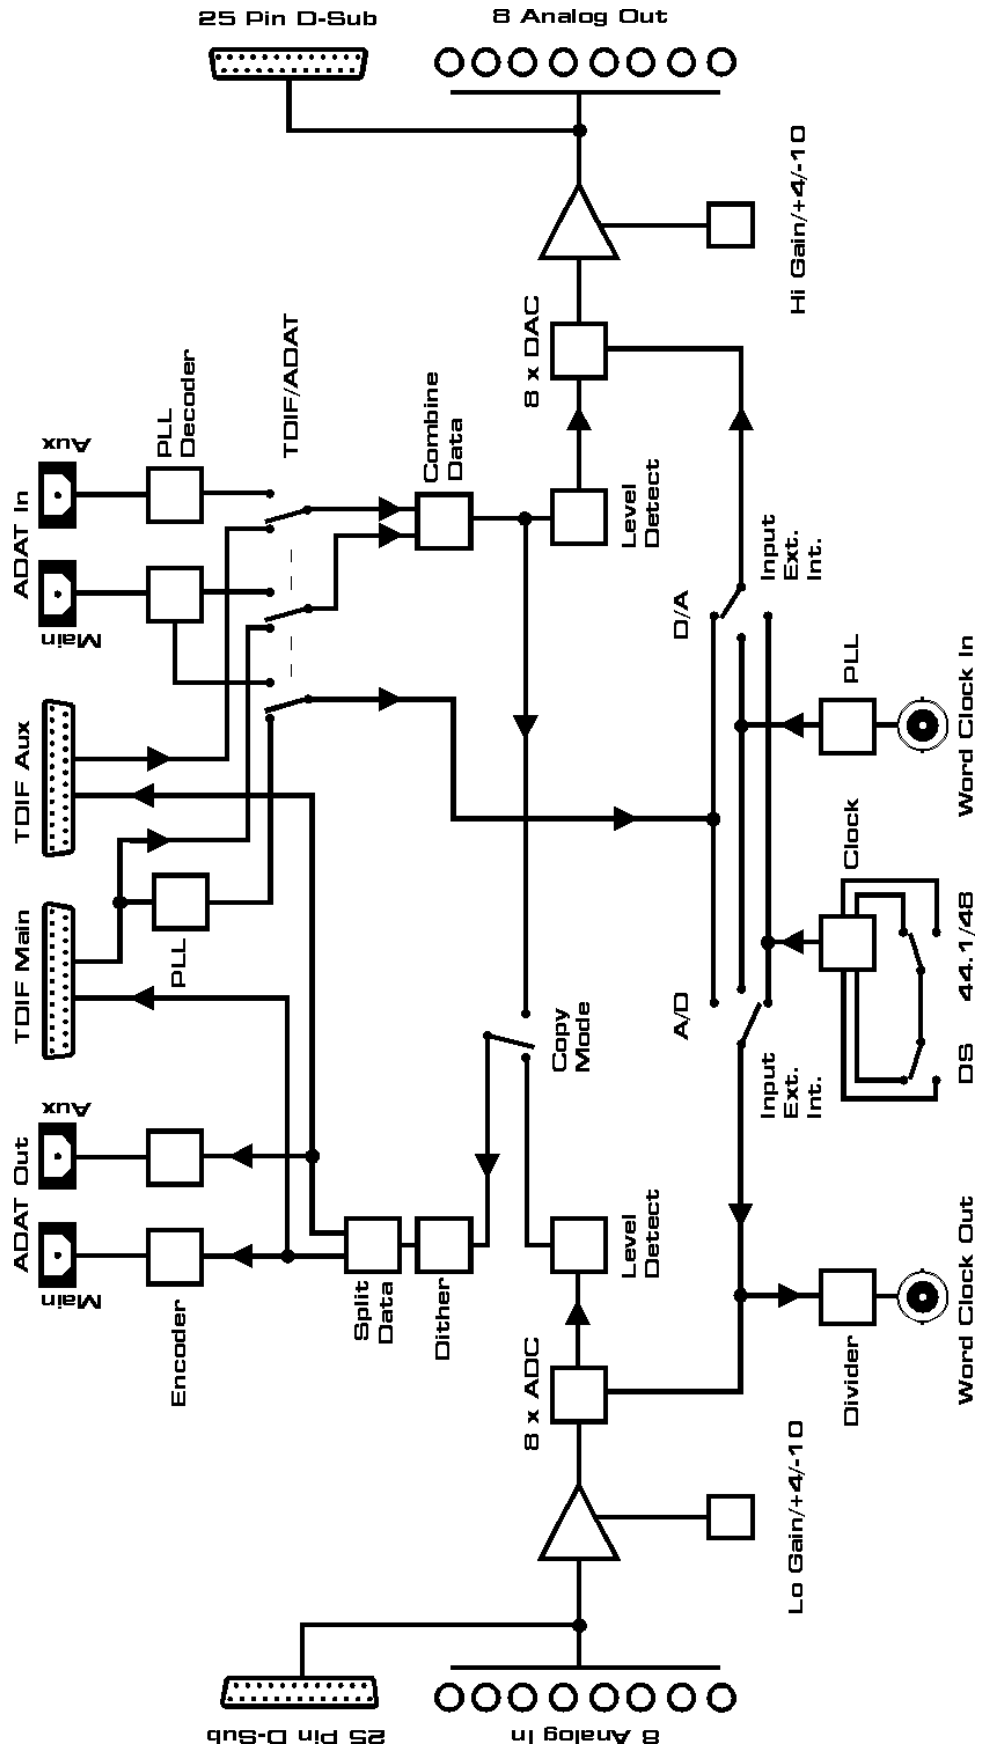 25 Pin D-Sub
8 Analog Out
Hi Gain/+4/-10
8 x DAC
TDIF/ADAT
PLL
Decoder
Aux
ADAT In
Main
Combine
Data
Level
Detect
D/A
Input
Ext.
Int.
PLL
Word Clock In
TDIF Aux
TDIF Main
PLL
Clock
44.1/48
DS
Copy
Mode
A/D
Input
Ext.
Int.
Aux
ADAT Out
Main
Encoder
Split
Data
Dither
Level
Detect
8 x ADC
Divider
Word Clock Out
Lo Gain/+4/-10
25 Pin D-Sub
8 Analog In